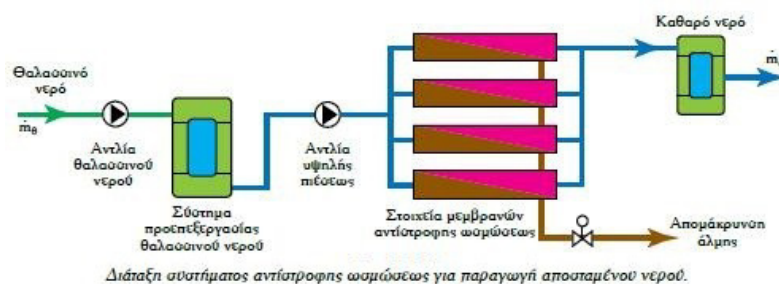 Καθαρό νερό
Θαλασσινό
νερό
ṁθ
Αντλία
θαλασσινού
νερού
Σύστημα
προεπεξεργασίας
θαλασσινού νερού
Αντλία
υψηλής
πιέσεως
Στοιχεία μεμβρανών
αντίστροφης ωσμώσεως
Απομάκρυνση
άλμης
Διάταξη συστήματος αντίστροφης ωσμώσεως για παραγωγή αποσταμένου νερού.